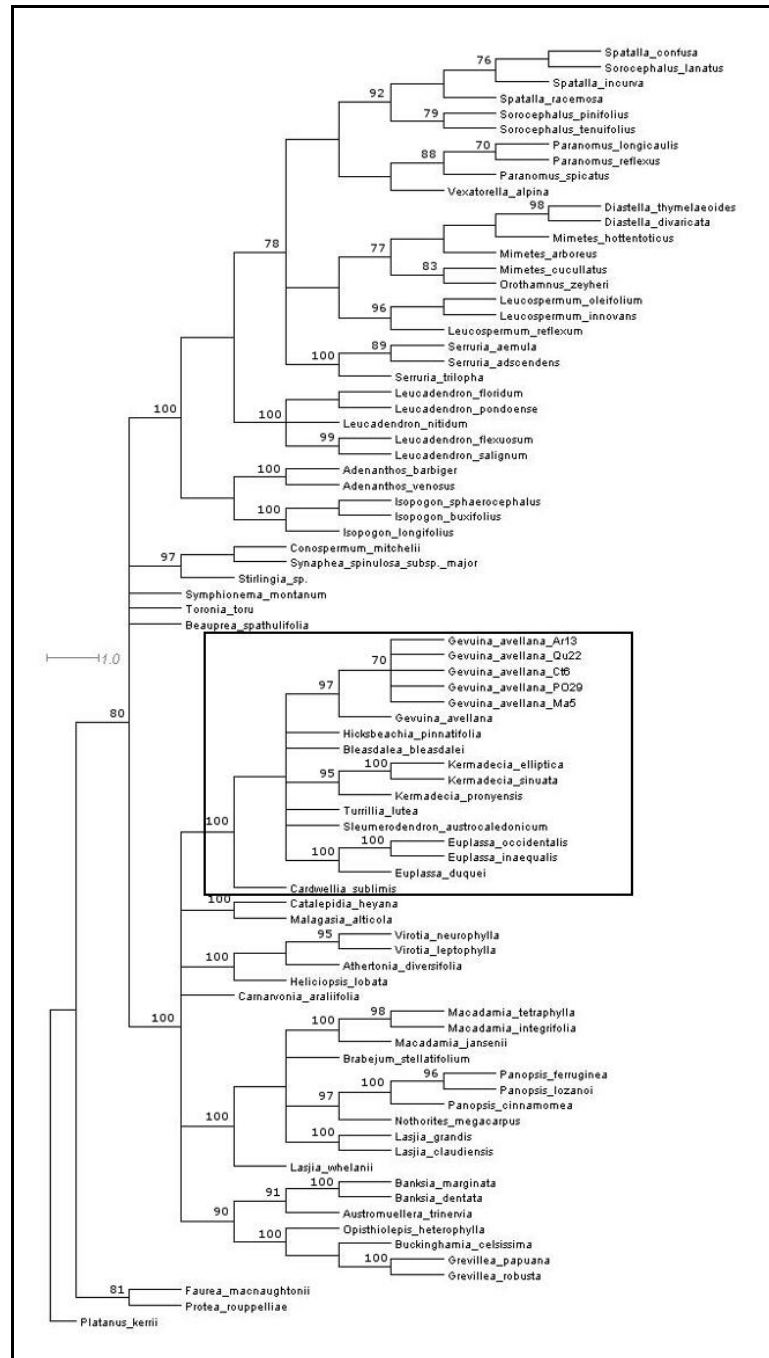 Spatalla_confusa
76
Sorocephalus_lanatus
Spatalla_incurva
92
Spatalla_racemosa
79
Sorocephalus_pinifolius
Sorocephalus_tenuifolius
70
Paranomus_longicaulis
88
Paranomus_reflexus
Paranomus_spicatus
Vexatorella_alpina
98
Diastella_thymelaeoides
Diastella_divaricata
Mimetes_hottentoticus
78
77
Mimetes_arboreus
83
Mimetes_cucullatus
Orothamnus_zeyheri
Leucospermum_oleifolium
96
Leucospermum_innovans
Leucospermum_reflexum
89
Serruria_aemula
100
Serruria_adscendens
Serruria_trilopha
Leucadendron_floridum
100
Leucadendron_pondoense
100
Leucadendron_nitidum
99
Leucadendron_flexuosum
Leucadendron_salignum
100
Adenanthos_barbiger
Adenanthos_venosus
Isopogon_sphaerocephalus
100
Isopogon_buxifolius
Isopogon_longifolius
Conospermum_mitchelii
97
Synaphea_spinulosa_subsp._major
Stirlingia_sp.
Symphionema_montanum
Toronia_toru
Beauprea_spathulifolia
Gevuina_avellana_Ar13
Gevuina_avellana_Qu22
1.0
70
Gevuina_avellana_Ct6
97
Gevuina_avellana_PO29
Gevuina_avellana_Ma5
80
Gevuina_avellana
Hicksbeachia_pinnatifolia
Bleasdalea_bleasdalei
100
Kermadecia_elliptica
95
Kermadecia_sinuata
Kermadecia_pronyensis
Turrillia_lutea
100
Sleumerodendron_austrocaledonicum
100
Euplassa_occidentalis
100
Euplassa_inaequalis
Euplassa_duquei
Cardwellia_sublimis
100
Catalepidia_heyana
Malagasia_alticola
95
Virotia_neurophylla
Virotia_leptophylla
100
Athertonia_diversifolia
Heliciopsis_lobata
Carnarvonia_araliifolia
100
98
Macadamia_tetraphylla
100
Macadamia_integrifolia
Macadamia_jansenii
Brabejum_stellatifolium
96
Panopsis_ferruginea
100
Panopsis_lozanoi
97
Panopsis_cinnamomea
Nothorites_megacarpus
100
100
Lasjia_grandis
Lasjia_claudiensis
Lasjia_whelanii
100
Banksia_marginata
91
Banksia_dentata
90
Austromuellera_trinervia
Opisthiolepis_heterophylla
100
Buckinghamia_celsissima
100
Grevillea_papuana
Grevillea_robusta
81
Faurea_macnaughtonii
Protea_rouppelliae
Platanus_kerrii